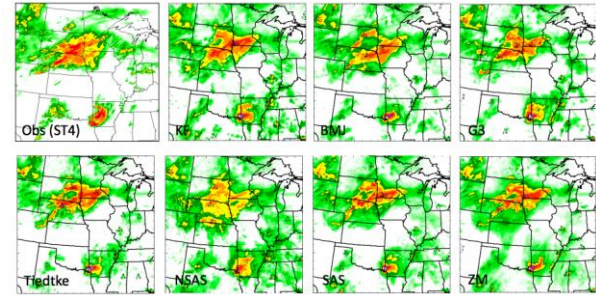 Obs (ST4)
KF
BMJ
G3
Tiedtke
NSAS
SAS
ZM